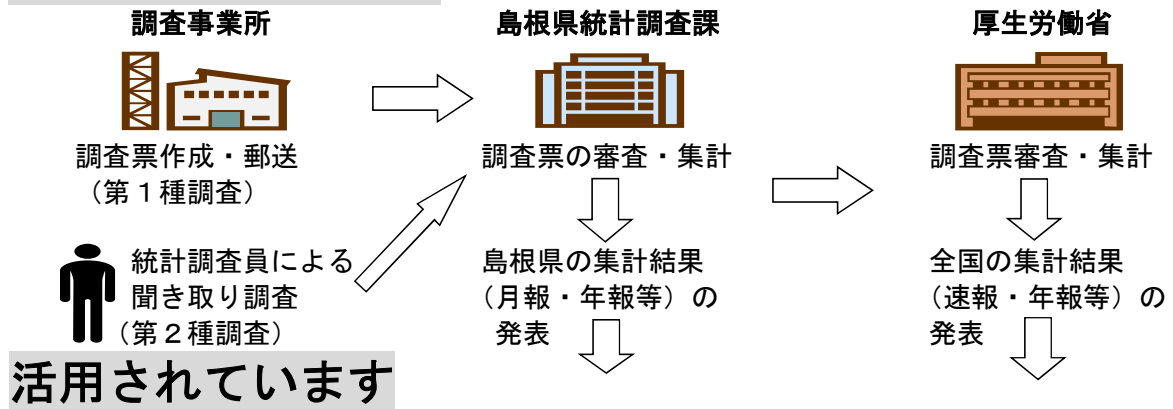 調査事業所
調査票作成・郵送
（第１種調査）
統計調査員による
聞き取り調査
（第２種調査）
島根県統計調査課
調査票の審査・集計
島根県の集計結果
（月報・年報等）の
発表
厚生労働省
調査票審査・集計
全国の集計結果
（速報・年報等）の
発表
活用されています